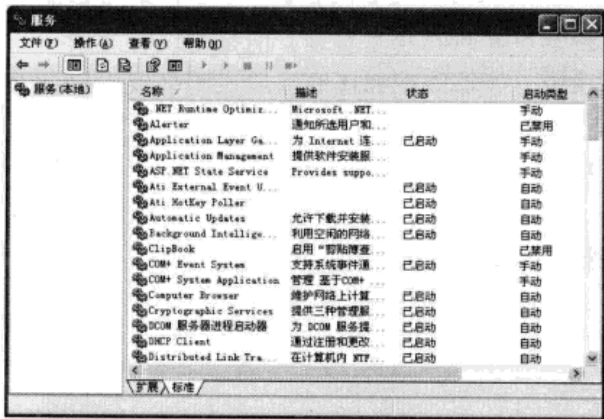 服务
文件(F) 操作(A) 查看(V) 帮助(H)
服务(本地)
名称 描述 状态 启动类型
.NET Runtime Optimiz... Microsoft .NET... 手动
Alerter 通知所选用户和... 已禁用
Application Layer Ga... 为 Internet 连... 已启动 手动
Application Management 提供软件安装服... 手动
ASP.NET State Service Provides suppo... 手动
Ati External Event U... 已启动 自动
Ati HotKey Poller 已启动 自动
Automatic Updates 允许下载并安装... 已启动 自动
Background Intellige... 利用空闲的网络... 已启动 自动
ClipBook 启用“剪贴簿查... 已禁用
COM+ Event System 支持系统事件通... 已启动 手动
COM+ System Application 管理 基于COM+ ... 手动
Computer Browser 维护网络上计算... 已启动 自动
Cryptographic Services 提供三种管理服... 已启动 自动
DCOM 服务器进程启动器 为 DCOM 服务提... 已启动 自动
DHCP Client 通过注册和更改... 已启动 自动
Distributed Link Tra... 在计算机内 NTF... 已启动 自动
扩展 标准